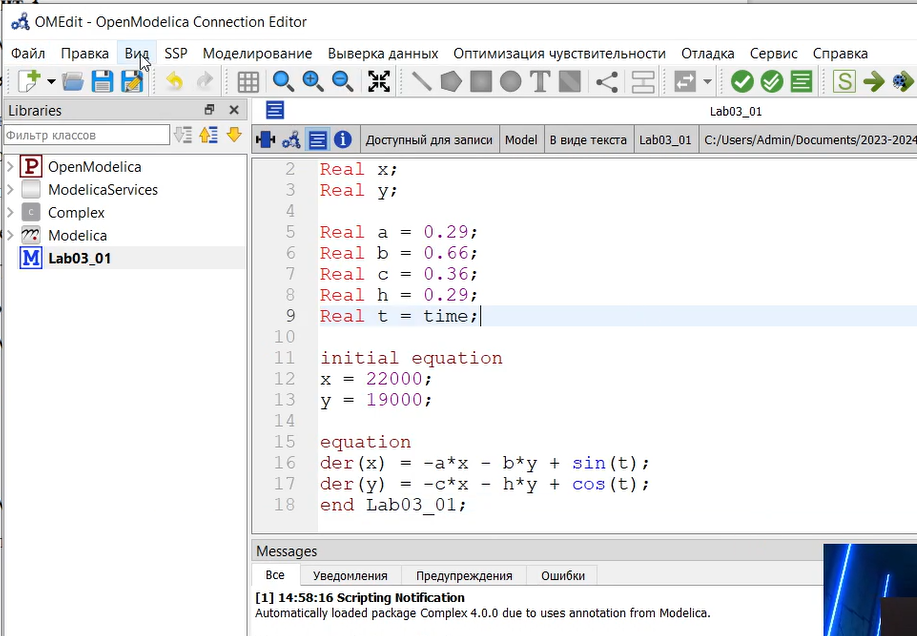 OMEdit - OpenModelica Connection Editor
Файл Правка Вид SSP Моделирование Выверка данных Оптимизация чувствительности Отладка Сервис Справка
T S
Libraries
Lab03_01
Фильтр классов
Доступный для записи Model В виде текста Lab03_01 C:/Users/Admin/Documents/2023-2024
P OpenModelica
ModelicaServices
C Complex
Modelica
M Lab03_01
2 Real x;
3 Real y;
4
5 Real a = 0.29;
6 Real b = 0.66;
7 Real c = 0.36;
8 Real h = 0.29;
9 Real t = time;
10
11 initial equation
12 x = 22000;
13 y = 19000;
14
15 equation
16 der(x) = -a*x - b*y + sin(t);
17 der(y) = -c*x - h*y + cos(t);
18 end Lab03_01;
Messages
Все Уведомления Предупреждения Ошибки
[1] 14:58:16 Scripting Notification
Automatically loaded package Complex 4.0.0 due to uses annotation from Modelica.